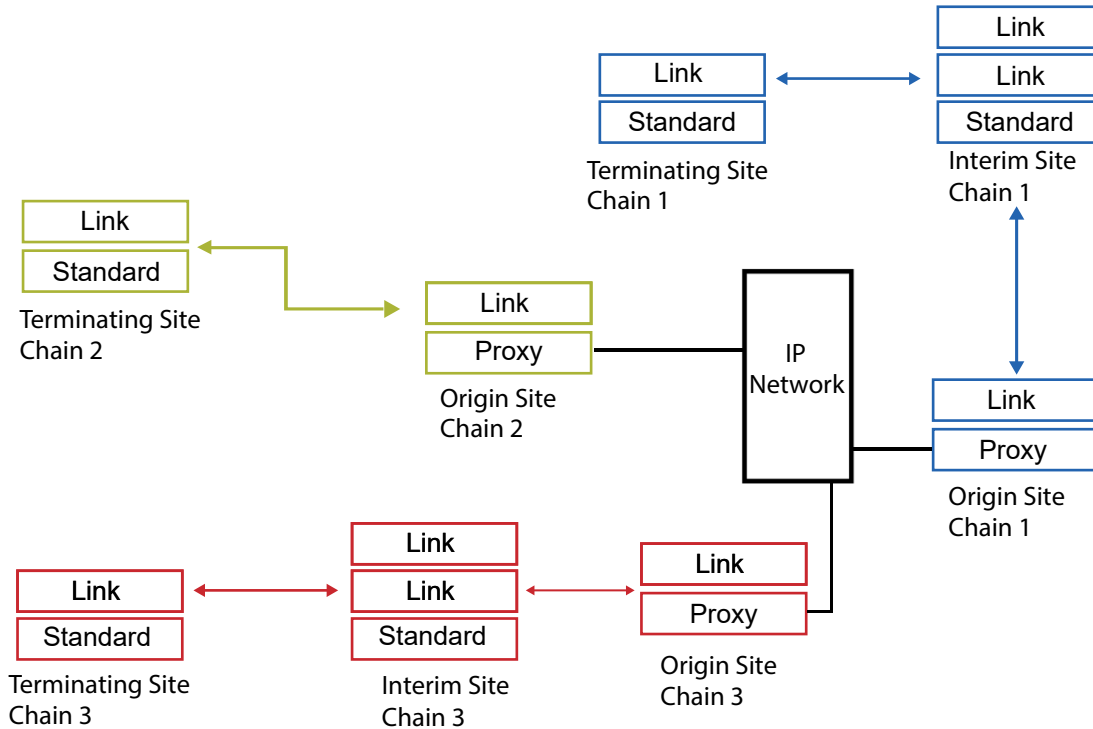 Link
Link
Standard
Interim Site
Chain 1
Link
Standard
Terminating Site
Chain 1
Link
Standard
Terminating Site
Chain 2
Link
Proxy
Origin Site
Chain 2
IP
Network
Link
Proxy
Origin Site
Chain 1
Link
Standard
Terminating Site
Chain 3
Link
Link
Standard
Interim Site
Chain 3
Link
Proxy
Origin Site
Chain 3